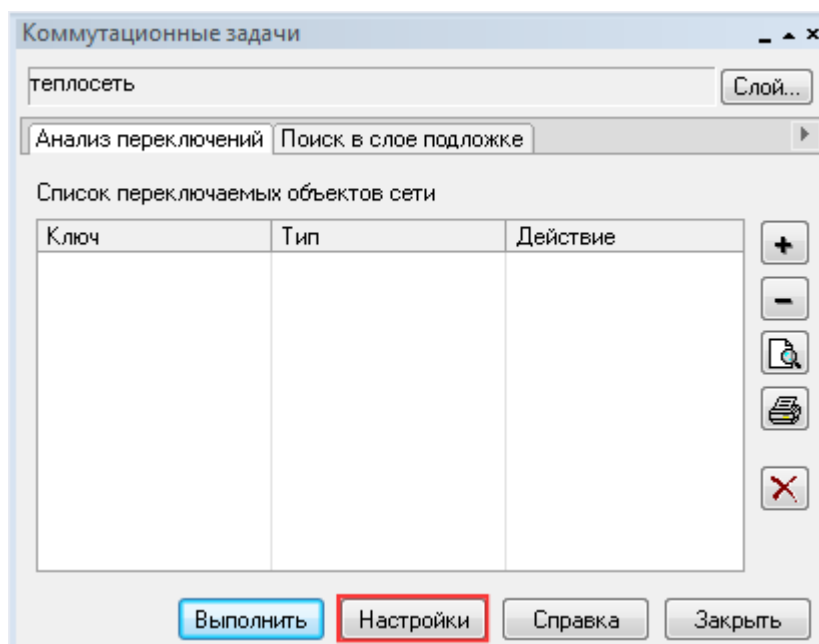 Коммутационные задачи
теплосеть
Слой...
Анализ переключений Поиск в слое подложке
Список переключаемых объектов сети
Ключ Тип Действие
Выполнить Настройки Справка Закрыть